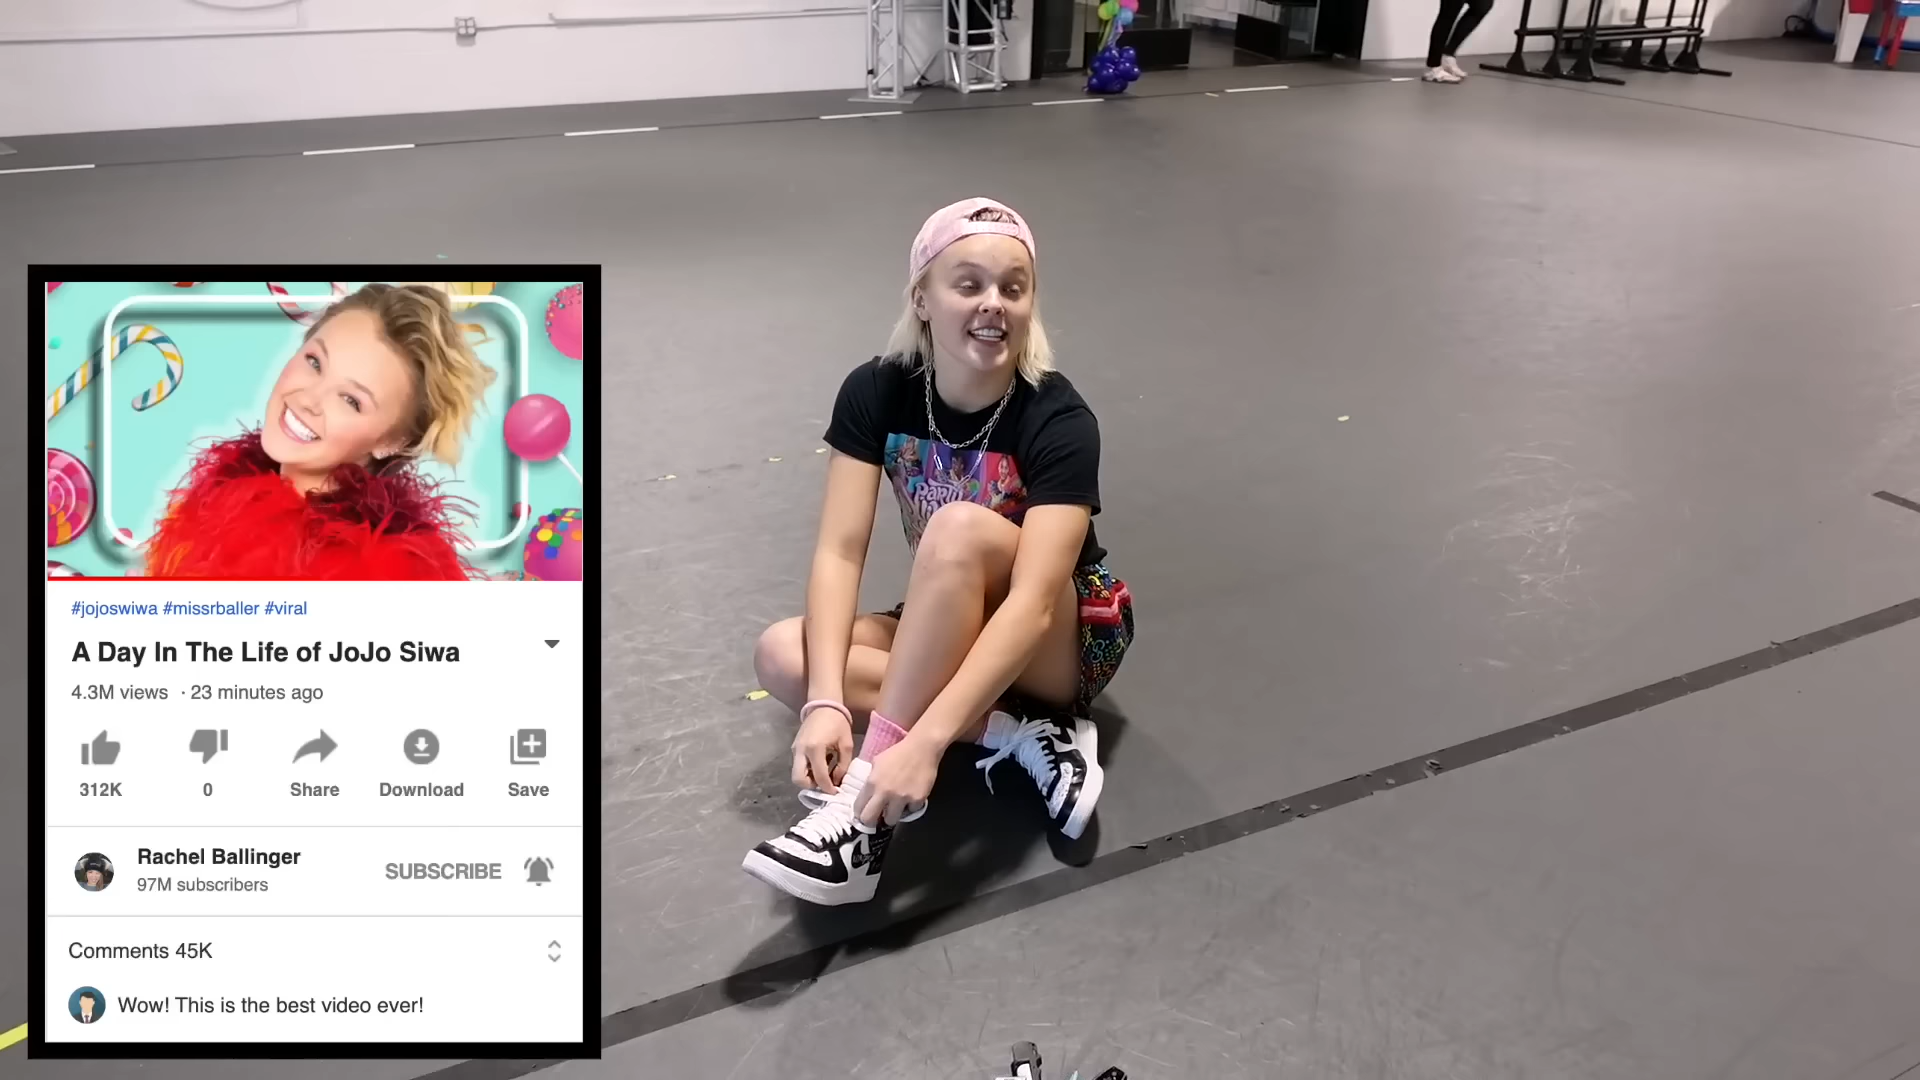 #jojoswiwa #missrballer #viral
A Day In The Life of JoJo Siwa
4.3M views · 23 minutes ago
312K
0
Share
Download
Save
Rachel Ballinger
97M subscribers
SUBSCRIBE
Comments 45K
Wow! This is the best video ever!
Party